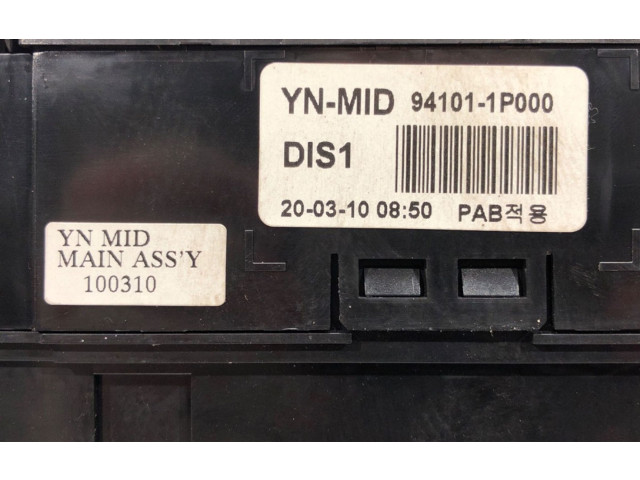 YN-MID 94101-1P000
DIS1
20-03-10 08:50 PAB적용
YN MID
MAIN ASS'Y
100310